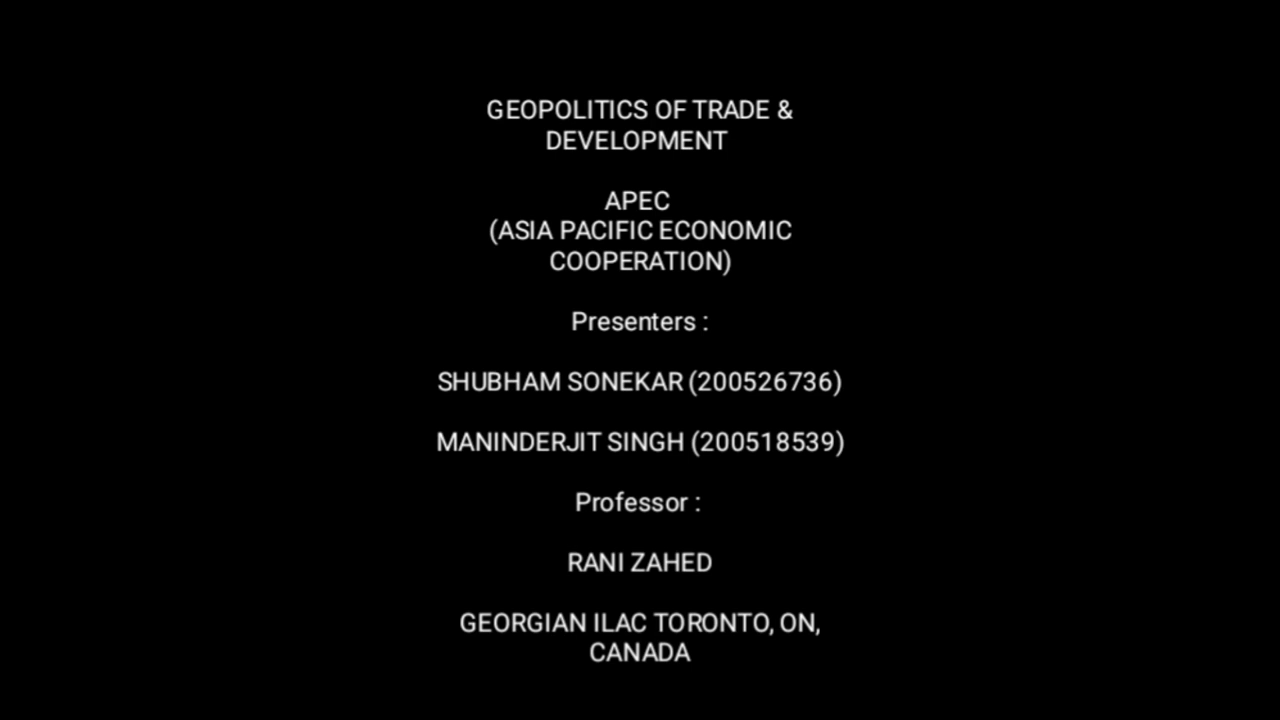 GEOPOLITICS OF TRADE &
DEVELOPMENT
APEC
(ASIA PACIFIC ECONOMIC
COOPERATION)
Presenters :
SHUBHAM SONEKAR (200526736)
MANINDERJIT SINGH (200518539)
Professor :
RANI ZAHED
GEORGIAN ILAC TORONTO, ON,
CANADA